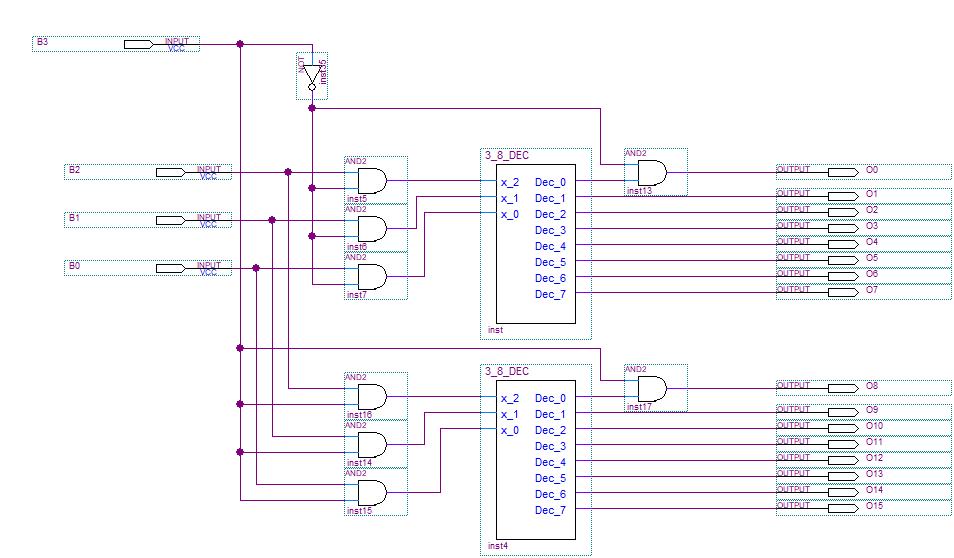 B3 INPUT VCC
NOT inst35
B2 INPUT VCC
B1 INPUT VCC
B0 INPUT VCC
AND2 inst5
AND2 inst6
AND2 inst7
3_8_DEC
x_2 Dec_0
x_1 Dec_1
x_0 Dec_2
Dec_3
Dec_4
Dec_5
Dec_6
Dec_7
inst
AND2 inst13
OUTPUT O0
OUTPUT O1
OUTPUT O2
OUTPUT O3
OUTPUT O4
OUTPUT O5
OUTPUT O6
OUTPUT O7
AND2 inst16
AND2 inst14
AND2 inst15
3_8_DEC
x_2 Dec_0
x_1 Dec_1
x_0 Dec_2
Dec_3
Dec_4
Dec_5
Dec_6
Dec_7
inst4
AND2 inst17
OUTPUT O8
OUTPUT O9
OUTPUT O10
OUTPUT O11
OUTPUT O12
OUTPUT O13
OUTPUT O14
OUTPUT O15